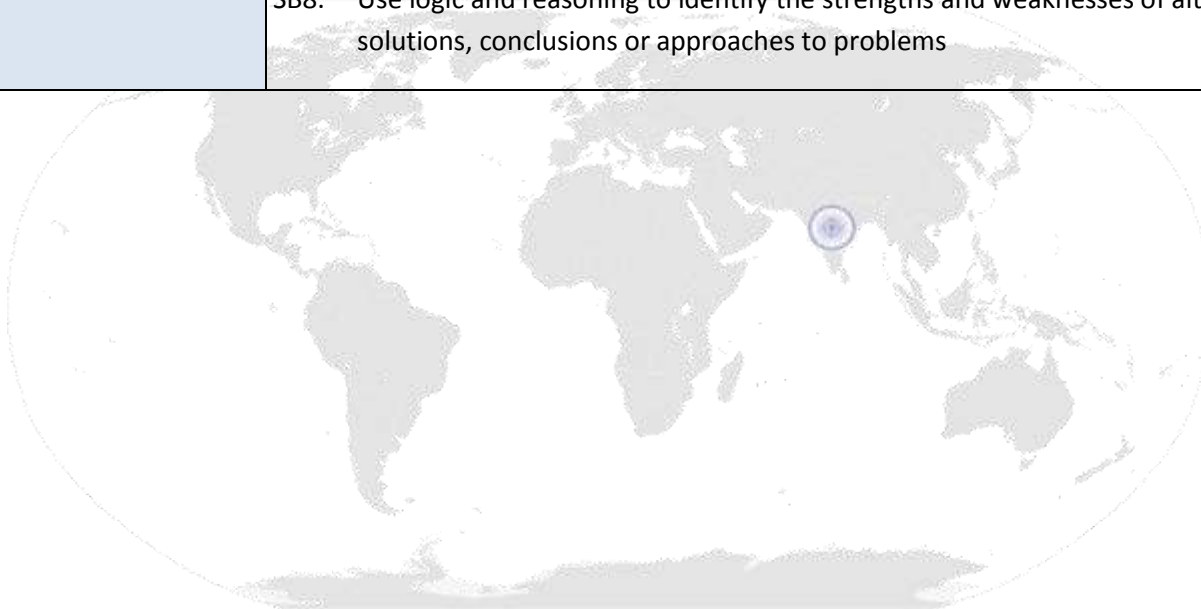 SB8. Use logic and reasoning to identify the strengths and weaknesses of
solutions, conclusions or approaches to problems